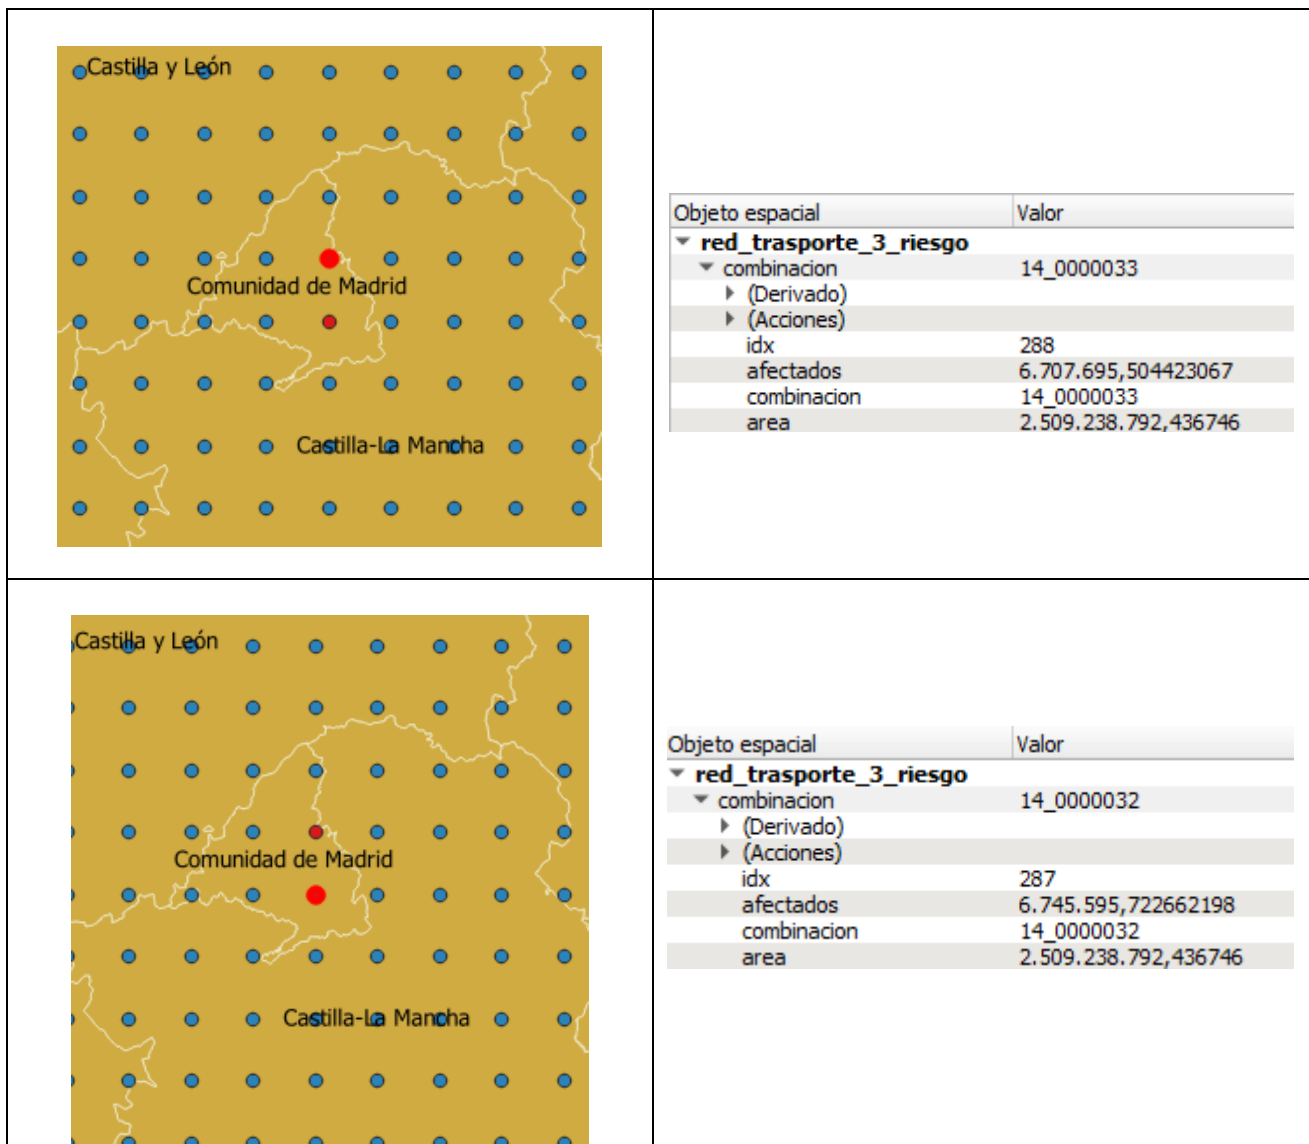 Castilla y León
Comunidad de Madrid
Castilla-La Mancha
Objeto espacial Valor
red_trasporte_3_riesgo
combinacion 14_0000033
(Derivado)
(Acciones)
idx 288
afectados 6.707.695,504423067
combinacion 14_0000033
area 2.509.238.792,436746
Castilla y León
Comunidad de Madrid
Castilla-La Mancha
Objeto espacial Valor
red_trasporte_3_riesgo
combinacion 14_0000032
(Derivado)
(Acciones)
idx 287
afectados 6.745.595,722662198
combinacion 14_0000032
area 2.509.238.792,436746